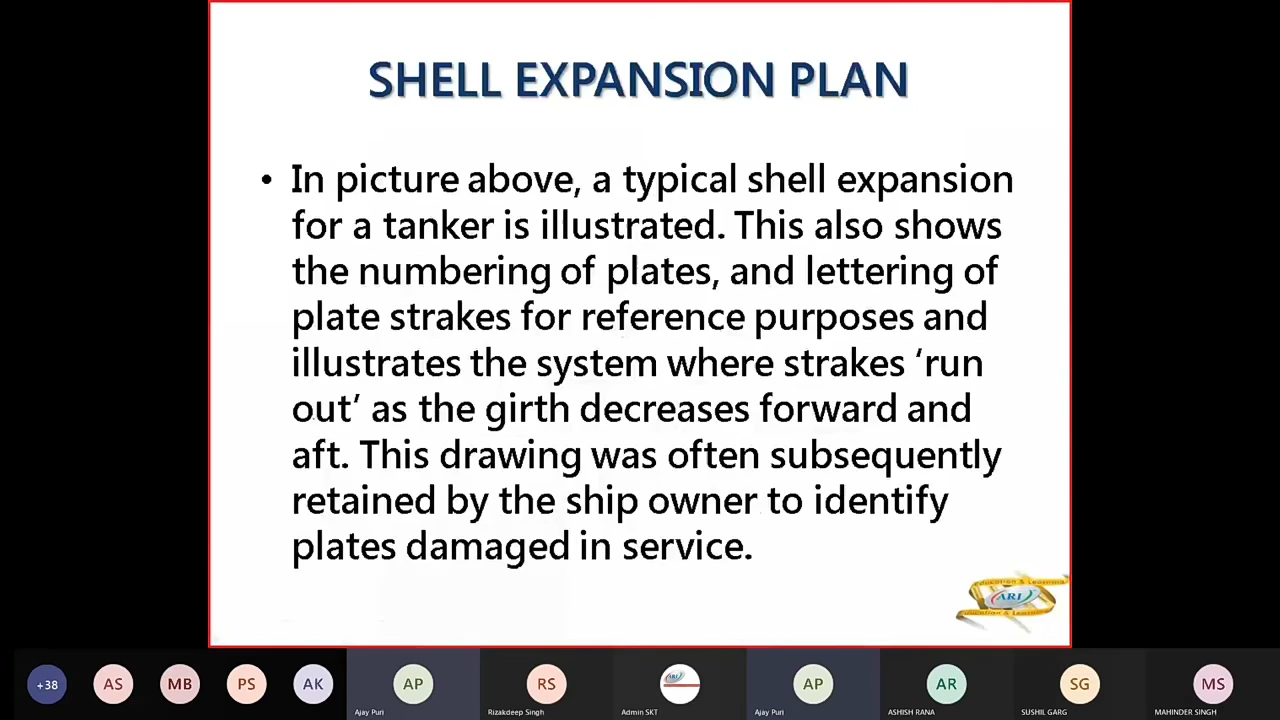 SHELL EXPANSION PLAN
• In picture above, a typical shell expansion
for a tanker is illustrated. This also shows
the numbering of plates, and lettering of
plate strakes for reference purposes and
illustrates the system where strakes ‘run
out’ as the girth decreases forward and
aft. This drawing was often subsequently
retained by the ship owner to identify
plates damaged in service.
Education & Learning
ARI
+38
AS
MB
PS
AK
AP
RS
AP
AR
SG
MS
Ajay Puri
Rizakdeep Singh
Admin SKT
Ajay Puri
ASHISH RANA
SUSHIL GARG
MAHINDER SINGH